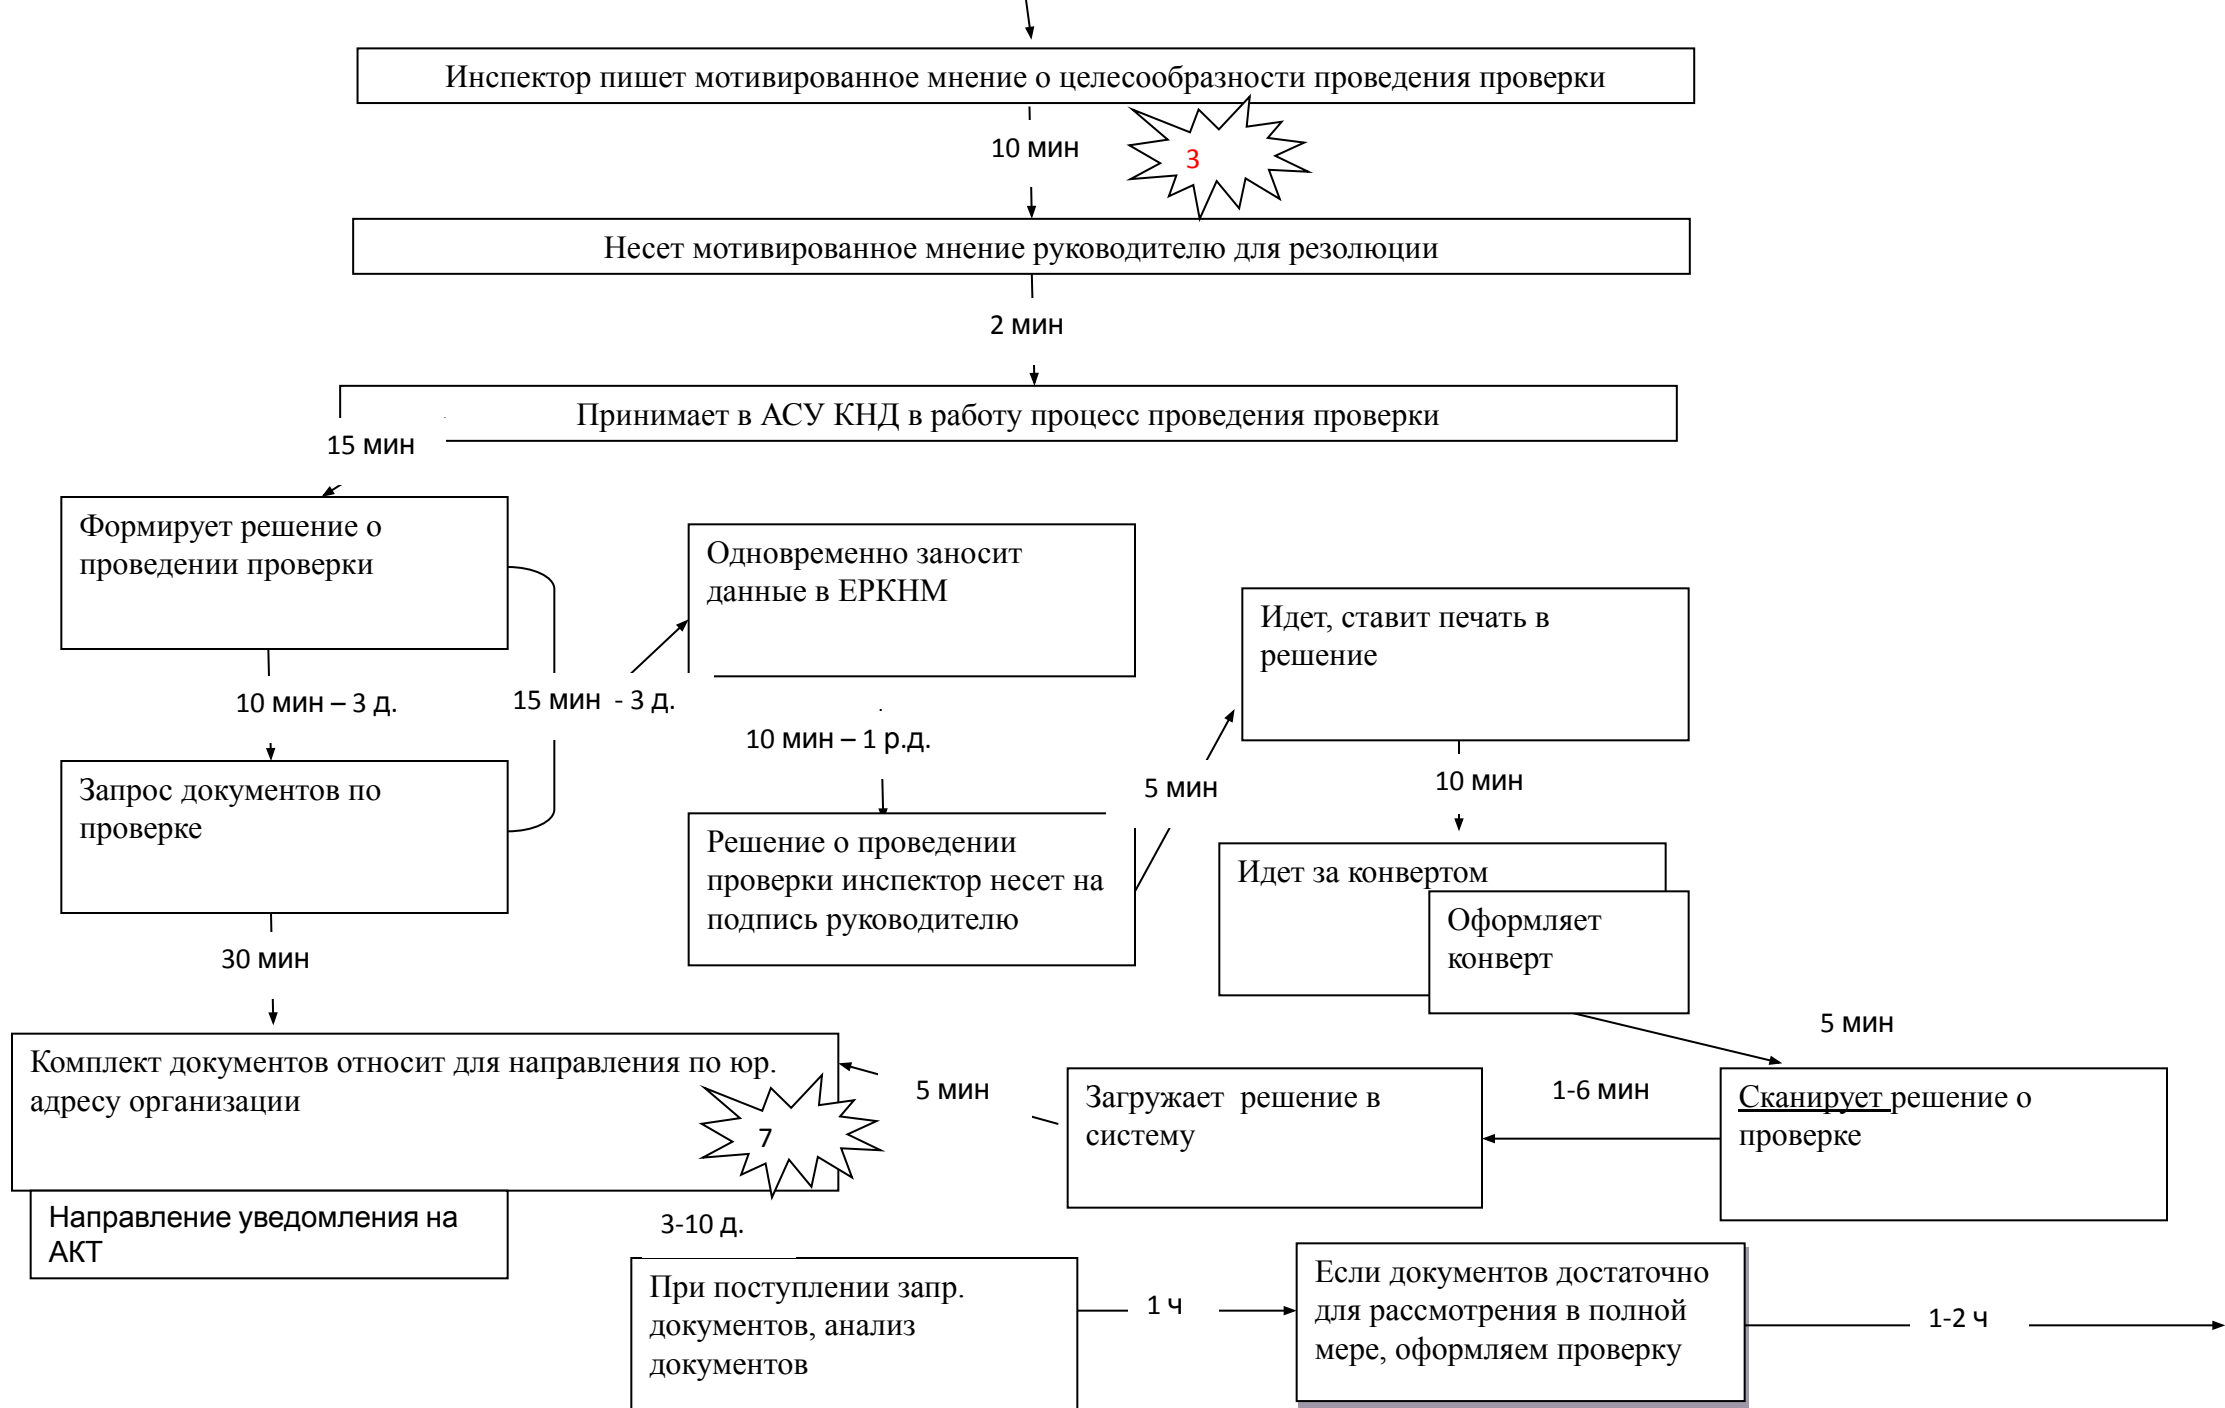 Инспектор пишет мотивированное мнение о целесообразности проведения проверки
10 мин
3
Несет мотивированное мнение руководителю для резолюции
2 мин
Принимает в АСУ КНД в работу процесс проведения проверки
15 мин
Формирует решение о
проведении проверки
Одновременно заносит
данные в ЕРКНМ
Идет, ставит печать в
решение
10 мин – 3 д.
15 мин - 3 д.
10 мин – 1 р.д.
5 мин
10 мин
Запрос документов по
проверке
Решение о проведении
проверки инспектор несет на
подпись руководителю
Идет за конвертом
Оформляет
конверт
30 мин
5 мин
Комплект документов относит для направления по юр.
адресу организации
7
5 мин
Загружает решение в
систему
1-6 мин
Сканирует решение о
проверке
Направление уведомления на
АКТ
3-10 д.
При поступлении запр.
документов, анализ
документов
1 ч
Если документов достаточно
для рассмотрения в полной
мере, оформляем проверку
1-2 ч